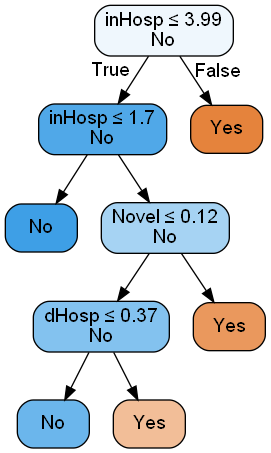 inHosp ≤ 3.99
No
True
False
inHosp ≤ 1.7
No
Yes
No
Novel ≤ 0.12
No
dHosp ≤ 0.37
No
Yes
No
Yes